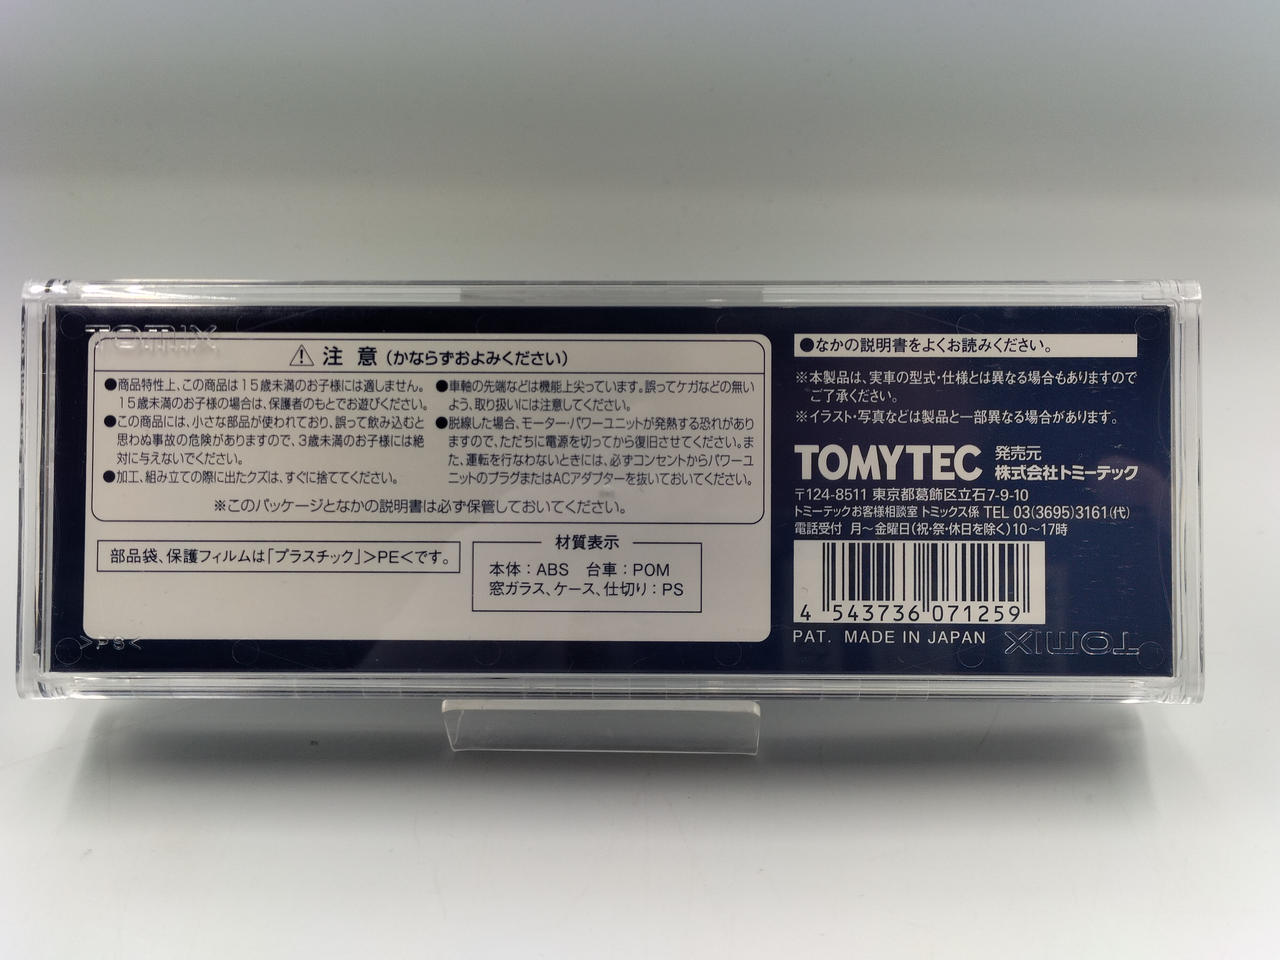 TOMIX
⚠ 注 意 (かならずおよみください)
●商品特性上、この商品は15歳未満のお子様には適しません。
15歳未満のお子様の場合は、保護者のもとでお遊びください。
●この商品には、小さな部品が使われており、誤って飲み込むと
思わぬ事故の危険がありますので、3歳未満のお子様には絶
対に与えないでください。
●加工、組み立ての際に出たクズは、すぐに捨ててください。
●車軸の先端などは機能上尖っています。誤ってケガなどの無い
よう、取り扱いには注意してください。
●脱線した場合、モーター・パワーユニットが発熱する恐れがあり
ますので、ただちに電源を切ってから復旧させてください。ま
た、運転を行なわないときには、必ずコンセントからパワーユ
ニットのプラグまたはACアダプターを抜いておいてください。
※このパッケージとなかの説明書は必ず保管しておいてください。
部品袋、保護フィルムは「プラスチック」>PE<です。
材質表示
本体：ABS 台車：POM
窓ガラス、ケース、仕切り：PS
>PS<
●なかの説明書をよくお読みください。
※本製品は、実車の型式・仕様とは異なる場合もありますので
ご了承ください。
※イラスト・写真などは製品と一部異なる場合があります。
TOMYTEC 発売元 株式会社トミーテック
〒124-8511 東京都葛飾区立石7-9-10
トミーテックお客様相談室 トミックス係 TEL 03(3695)3161(代)
電話受付 月〜金曜日(祝・祭・休日を除く)10〜17時
4 543736 071259
PAT. MADE IN JAPAN
TOMIX